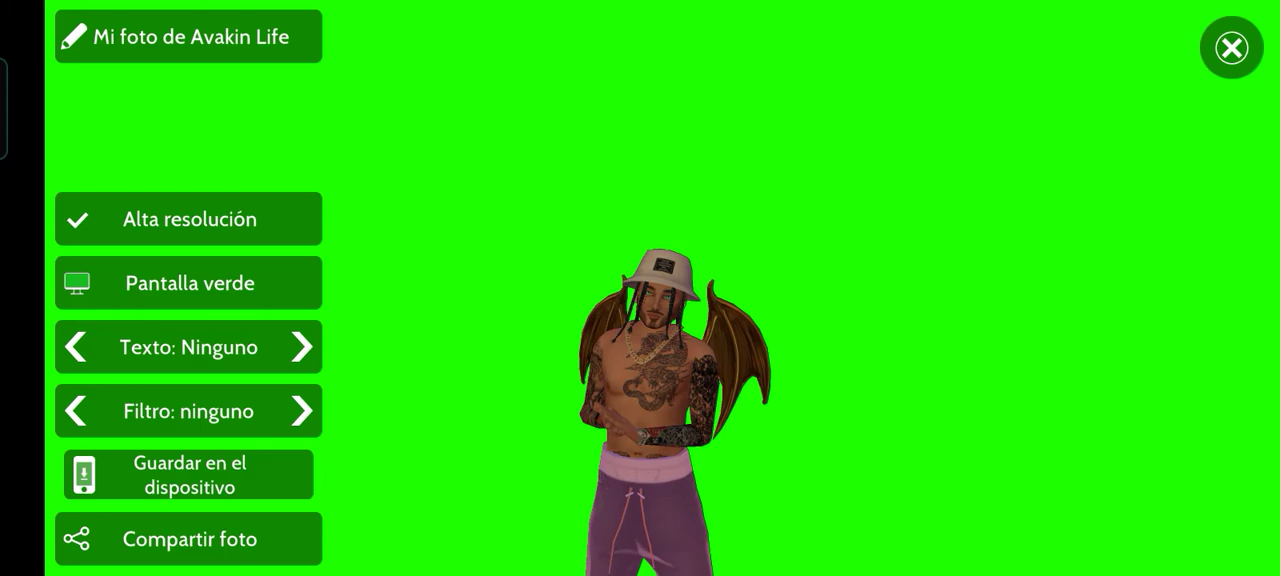 Mi foto de Avakin Life
Alta resolución
Pantalla verde
Texto: Ninguno
Filtro: ninguno
Guardar en el
dispositivo
Compartir foto